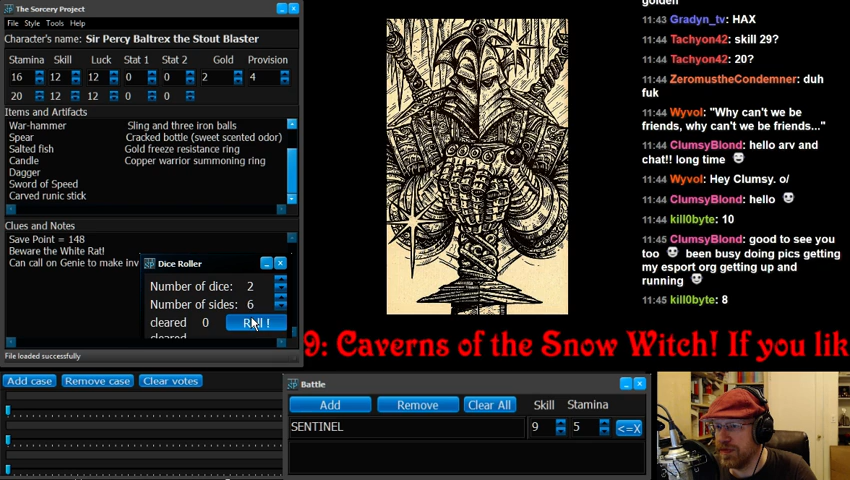 The Sorcery Project
File Style Tools Help
Character's name: Sir Percy Baltrex the Stout Blaster
Stamina Skill Luck Stat 1 Stat 2 Gold Provision
16 12 12 0 0 2 4
20 12 12 0 0
Items and Artifacts
War-hammer Sling and three iron balls
Spear Cracked bottle (sweet scented odor)
Salted fish Gold freeze resistance ring
Candle Copper warrior summoning ring
Dagger
Sword of Speed
Carved runic stick
Clues and Notes
Save Point = 148
Beware the White Rat!
Can call on Genie to make inv
File loaded successfully
Dice Roller
Number of dice: 2
Number of sides: 6
cleared 0 Roll !
cleared
Add case Remove case Clear votes
9: Caverns of the Snow Witch! If you lik
Battle
Add Remove Clear All Skill Stamina
SENTINEL 9 5 <=X
golden
11:43 Gradyn_tv: HAX
11:44 Tachyon42: skill 29?
11:44 Tachyon42: 20?
11:44 ZeromustheCondemner: duh
fuk
11:44 Wyvol: "Why can't we be
friends, why can't we be friends..."
11:44 ClumsyBlond: hello arv and
chat!! long time
11:44 Wyvol: Hey Clumsy. o/
11:44 ClumsyBlond: hello
11:44 kill0byte: 10
11:45 ClumsyBlond: good to see you
too been busy doing pics getting
my esport org getting up and
running
11:45 kill0byte: 8